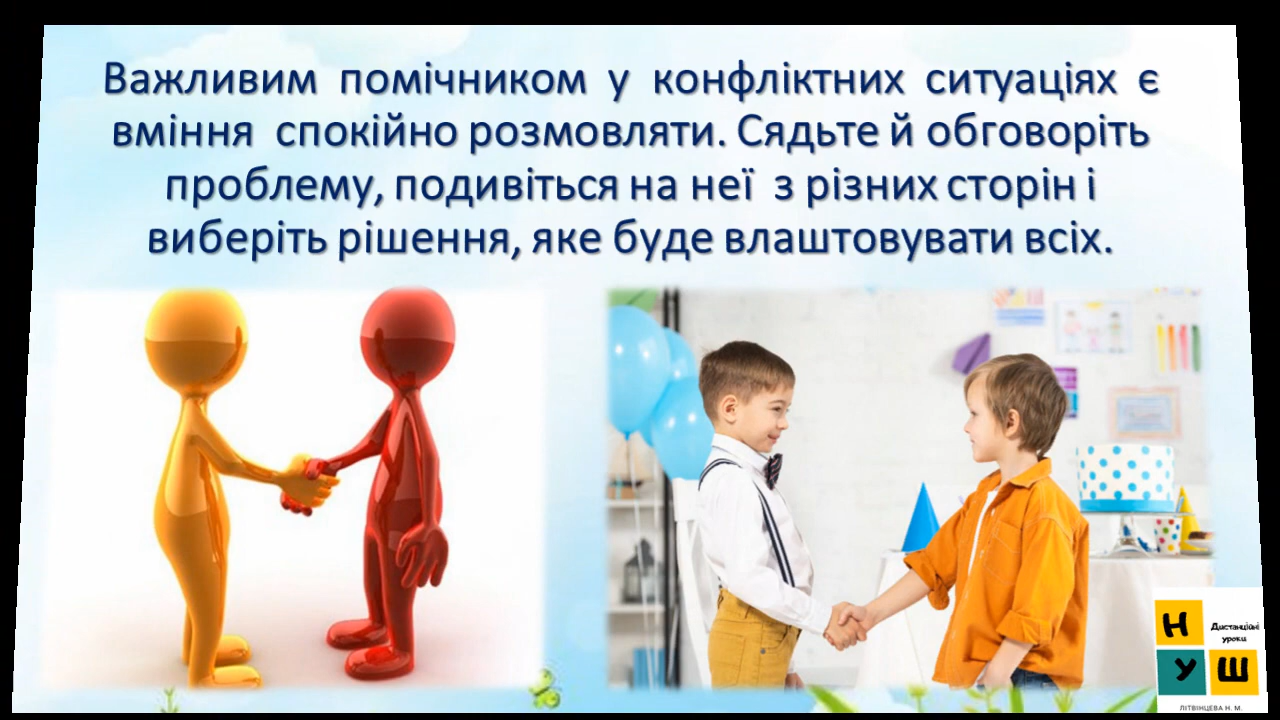 Важливим помічником у конфліктних ситуаціях є
вміння спокійно розмовляти. Сядьте й обговоріть
проблему, подивіться на неї з різних сторін і
виберіть рішення, яке буде влаштовувати всіх.
Н
Дистанційні
уроки
У Ш
ЛІТВІНЦЕВА Н. М.